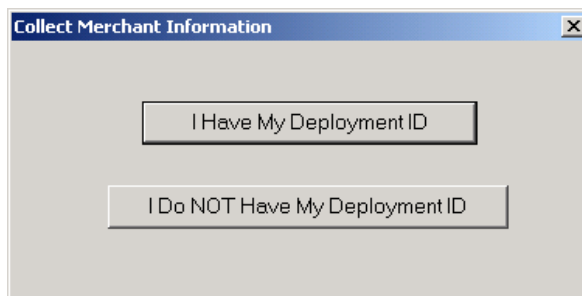 Collect Merchant Information
I Have My Deployment ID
I Do NOT Have My Deployment ID